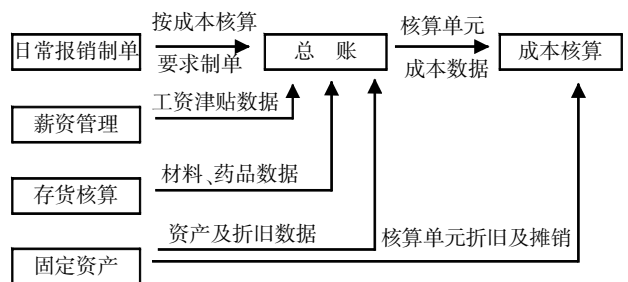 按成本核算
核算单元
日常报销制单
总 账
成本核算
要求制单
成本数据
工资津贴数据
薪资管理
材料、药品数据
存货核算
资产及折旧数据
核算单元折旧及摊销
固定资产